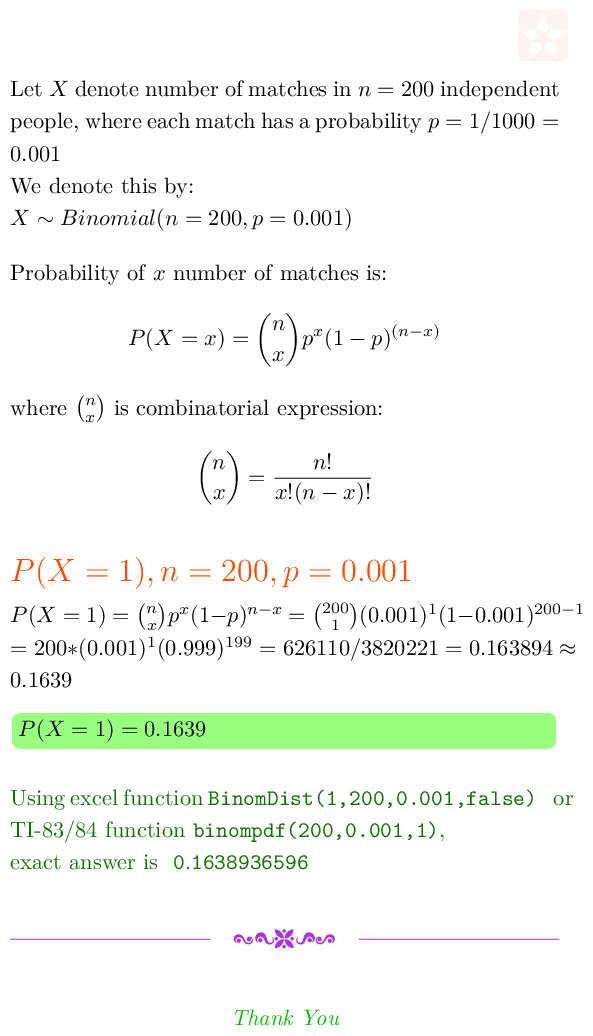 Let X denote number of matches in n = 200 independent
people, where each match has a probability p = 1/1000 =
0.001
We denote this by:
X ∼ Binomial(n = 200, p = 0.001)
Probability of x number of matches is:
P(X = x) = \binom{n}{x} p^x (1 − p)^{(n−x)}
where \binom{n}{x} is combinatorial expression:
\binom{n}{x} = \frac{n!}{x!(n − x)!}
P(X = 1), n = 200, p = 0.001
P(X = 1) = \binom{n}{x} p^x (1−p)^{n−x} = \binom{200}{1} (0.001)^1 (1−0.001)^{200−1}
= 200∗(0.001)^1 (0.999)^{199} = 626110/3820221 = 0.163894 ≈
0.1639
P(X = 1) = 0.1639
Using excel function BinomDist(1,200,0.001,false) or
TI-83/84 function binompdf(200,0.001,1),
exact answer is 0.1638936596
Thank You